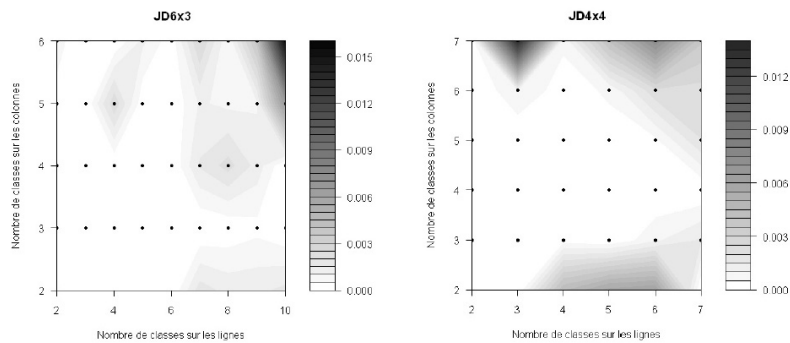 JD6x3
Nombre de classes sur les colonnes
6
5
4
3
2
2 4 6 8 10
Nombre de classes sur les lignes
0.015
0.012
0.009
0.006
0.003
0.000
JD4x4
Nombre de classes sur les colonnes
7
6
5
4
3
2
2 3 4 5 6 7
Nombre de classes sur les lignes
0.012
0.009
0.006
0.003
0.000